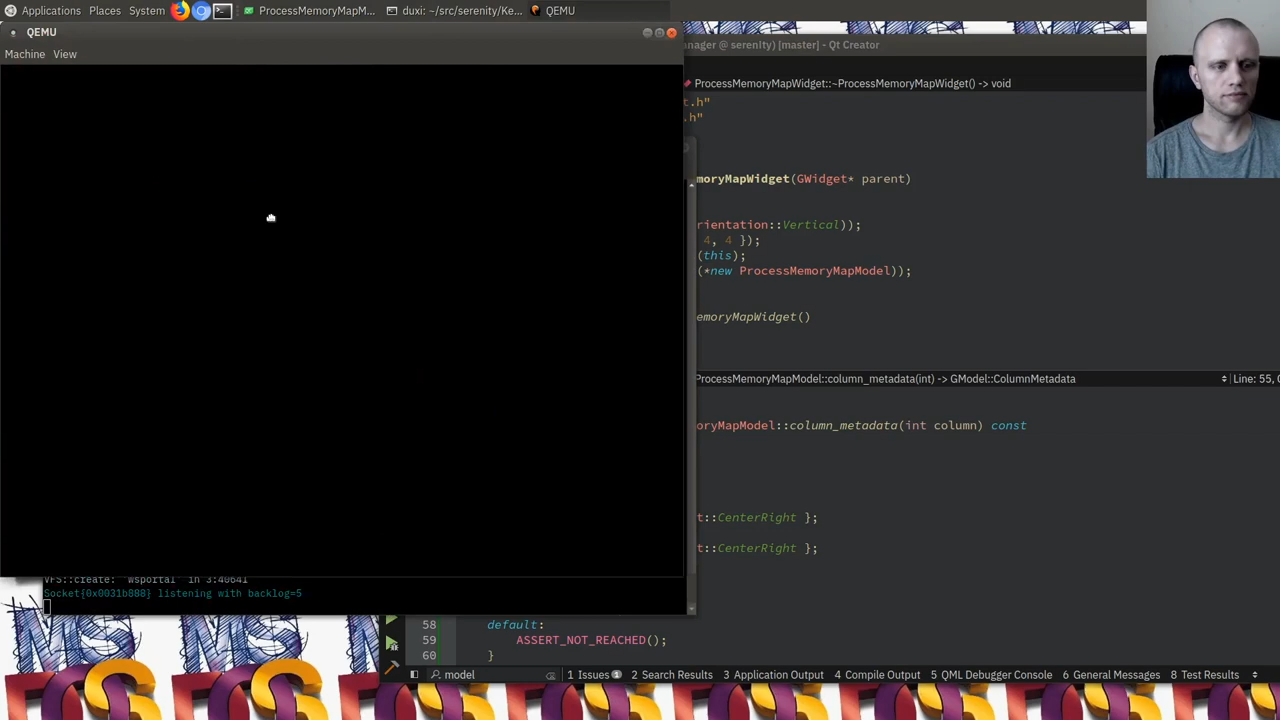 Applications Places System ProcessMemoryMapM... duxi: ~/src/serenity/Ke... QEMU
QEMU
anager @ serenity) [master] - Qt Creator
Machine View
ProcessMemoryMapWidget::~ProcessMemoryMapWidget() -> void
t.h"
.h"
moryMapWidget(GWidget* parent)
rientation::Vertical));
4, 4 });
(this);
(*new ProcessMemoryMapModel));
emoryMapWidget()
ProcessMemoryMapModel::column_metadata(int) -> GModel::ColumnMetadata
Line: 55,
oryMapModel::column_metadata(int column) const
t::CenterRight };
t::CenterRight };
VFS::create: 'wsportal' in 3:40641
Socket{0x0031b888} listening with backlog=5
58 default:
59 ASSERT_NOT_REACHED();
60 }
model
1 Issues 1 2 Search Results 3 Application Output 4 Compile Output 5 QML Debugger Console 6 General Messages 8 Test Results